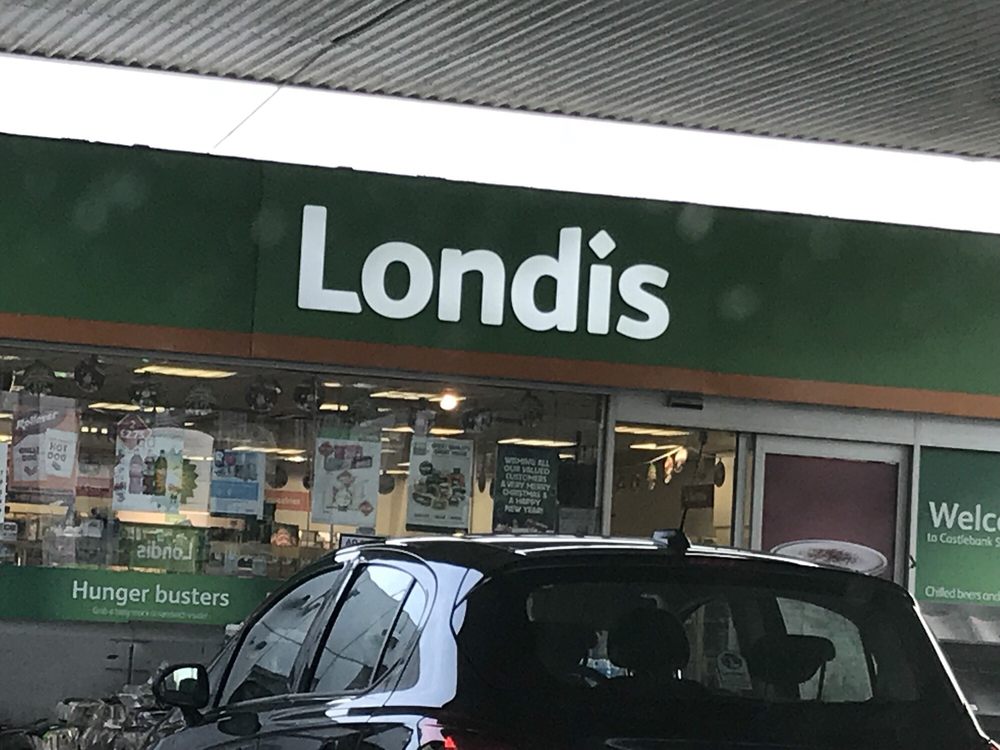 Londis
HOT
DOG
WISHING ALL
OUR VALUED
CUSTOMERS
A VERY MERRY
CHRISTMAS &
A HAPPY
NEW YEAR!
Londis
Hunger busters
Welc
to Castlebank S
Chilled beers and